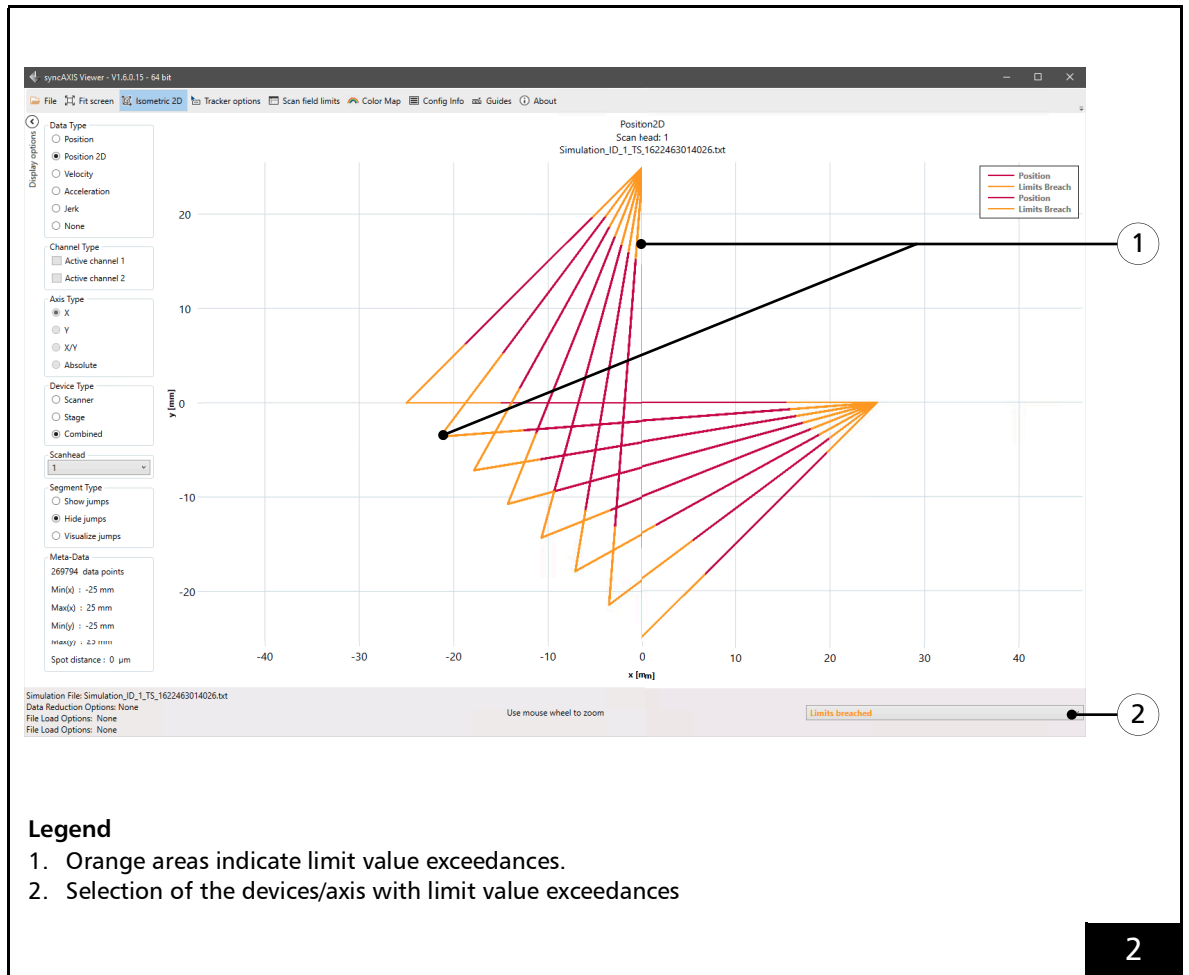 syncAXIS Viewer - V1.6.0.15 - 64 bit
File Fit screen Isometric 2D Tracker options Scan field limits Color Map Config Info Guides About
Display options
Data Type
Position
Position 2D
Velocity
Acceleration
Jerk
None
Channel Type
Active channel 1
Active channel 2
Axis Type
X
Y
X/Y
Absolute
Device Type
Scanner
Stage
Combined
Scanhead
1
Segment Type
Show jumps
Hide jumps
Visualize jumps
Meta-Data
269794 data points
Min(x) : -25 mm
Max(x) : 25 mm
Min(y) : -25 mm
Max(y) : 25 mm
Spot distance : 0 µm
Position2D
Scan head: 1
Simulation_ID_1_TS_1622463014026.txt
Position
Limits Breach
Position
Limits Breach
y [mm]
20
10
0
-10
-20
-40 -30 -20 -10 0 10 20 30 40
x [mm]
1
Simulation File: Simulation_ID_1_TS_1622463014026.txt
Data Reduction Options: None
File Load Options: None
File Load Options: None
Use mouse wheel to zoom
Limits breached
2
Legend
1. Orange areas indicate limit value exceedances.
2. Selection of the devices/axis with limit value exceedances
2